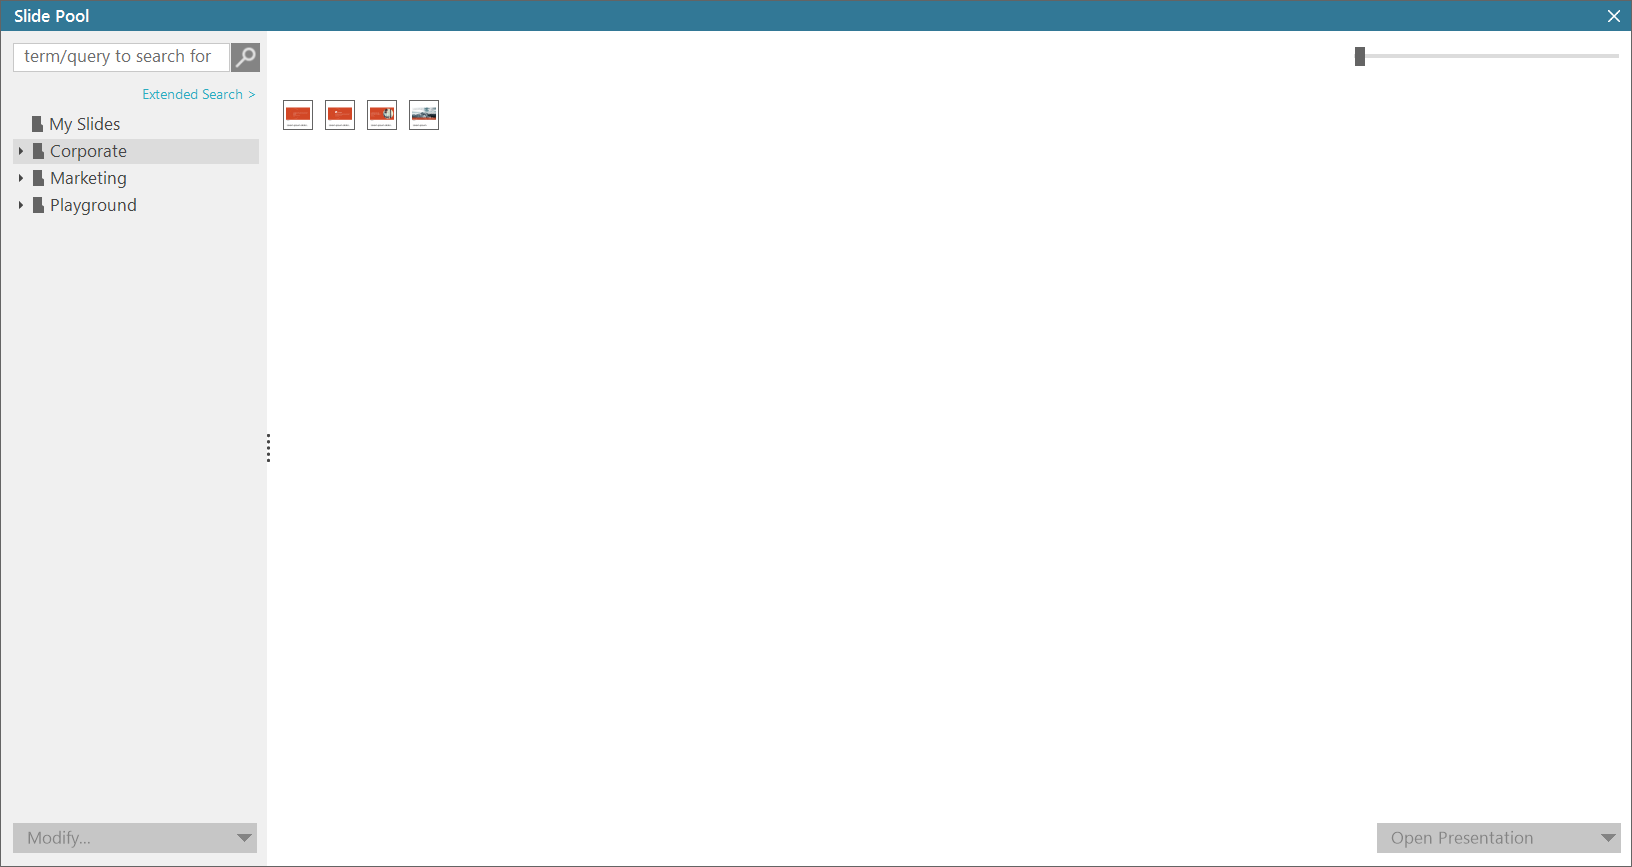 Slide Pool
term/query to search for
Extended Search >
My Slides
Corporate
Marketing
Playground
Modify...
Open Presentation